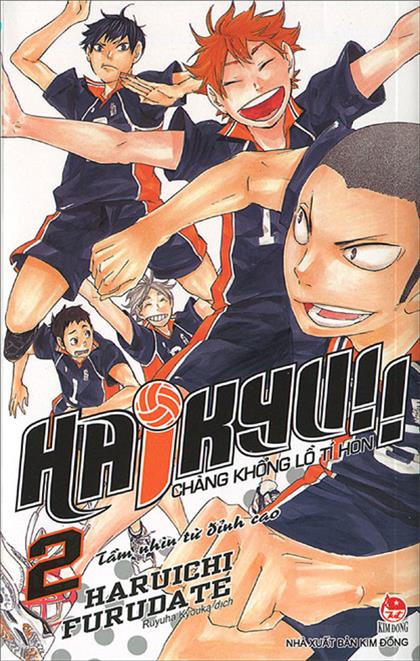 HAIKYU!!
CHÀNG KHỔNG LỒ TÍ HON
2
Tầm nhìn từ đỉnh cao
HARUICHI
FURUDATE
Ruyuha Kyouka dịch
KIM ĐỒNG
NHÀ XUẤT BẢN KIM ĐỒNG